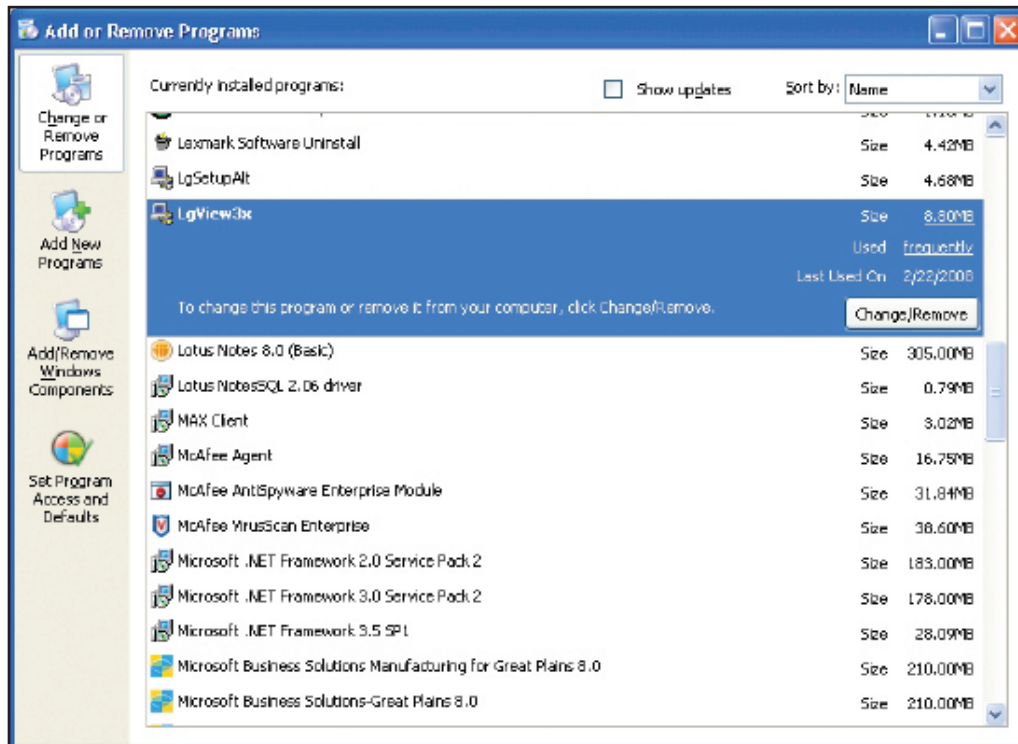 Add or Remove Programs
Change or
Remove
Programs
Add New
Programs
Add/Remove
Windows
Components
Set Program
Access and
Defaults
Currently installed programs:
Show updates
Sort by: Name
Lexmark Software Uninstall Size 4.42MB
LgSetupAlt Size 4.68MB
LgView3x Size 8.80MB
Used frequently
Last Used On 2/22/2008
To change this program or remove it from your computer, click Change/Remove.
Change/Remove
Lotus Notes 8.0 (Basic) Size 305.00MB
Lotus NotesSQL 2.06 driver Size 0.79MB
MAX Client Size 3.02MB
McAfee Agent Size 16.75MB
McAfee AntiSpyware Enterprise Module Size 31.84MB
McAfee VirusScan Enterprise Size 38.60MB
Microsoft .NET Framework 2.0 Service Pack 2 Size 183.00MB
Microsoft .NET Framework 3.0 Service Pack 2 Size 178.00MB
Microsoft .NET Framework 3.5 SP1 Size 28.09MB
Microsoft Business Solutions Manufacturing for Great Plains 8.0 Size 210.00MB
Microsoft Business Solutions-Great Plains 8.0 Size 210.00MB